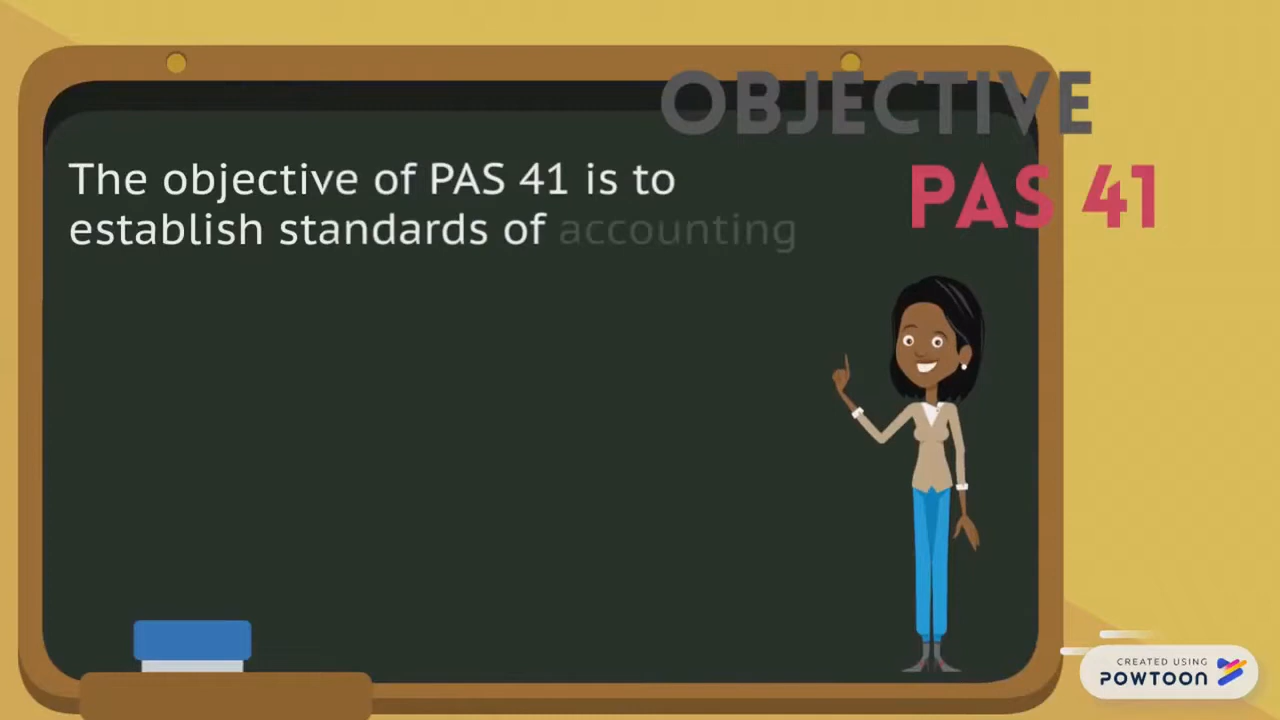 OBJECTIVE
PAS 41
The objective of PAS 41 is to
establish standards of accounting
CREATED USING
POWTOON